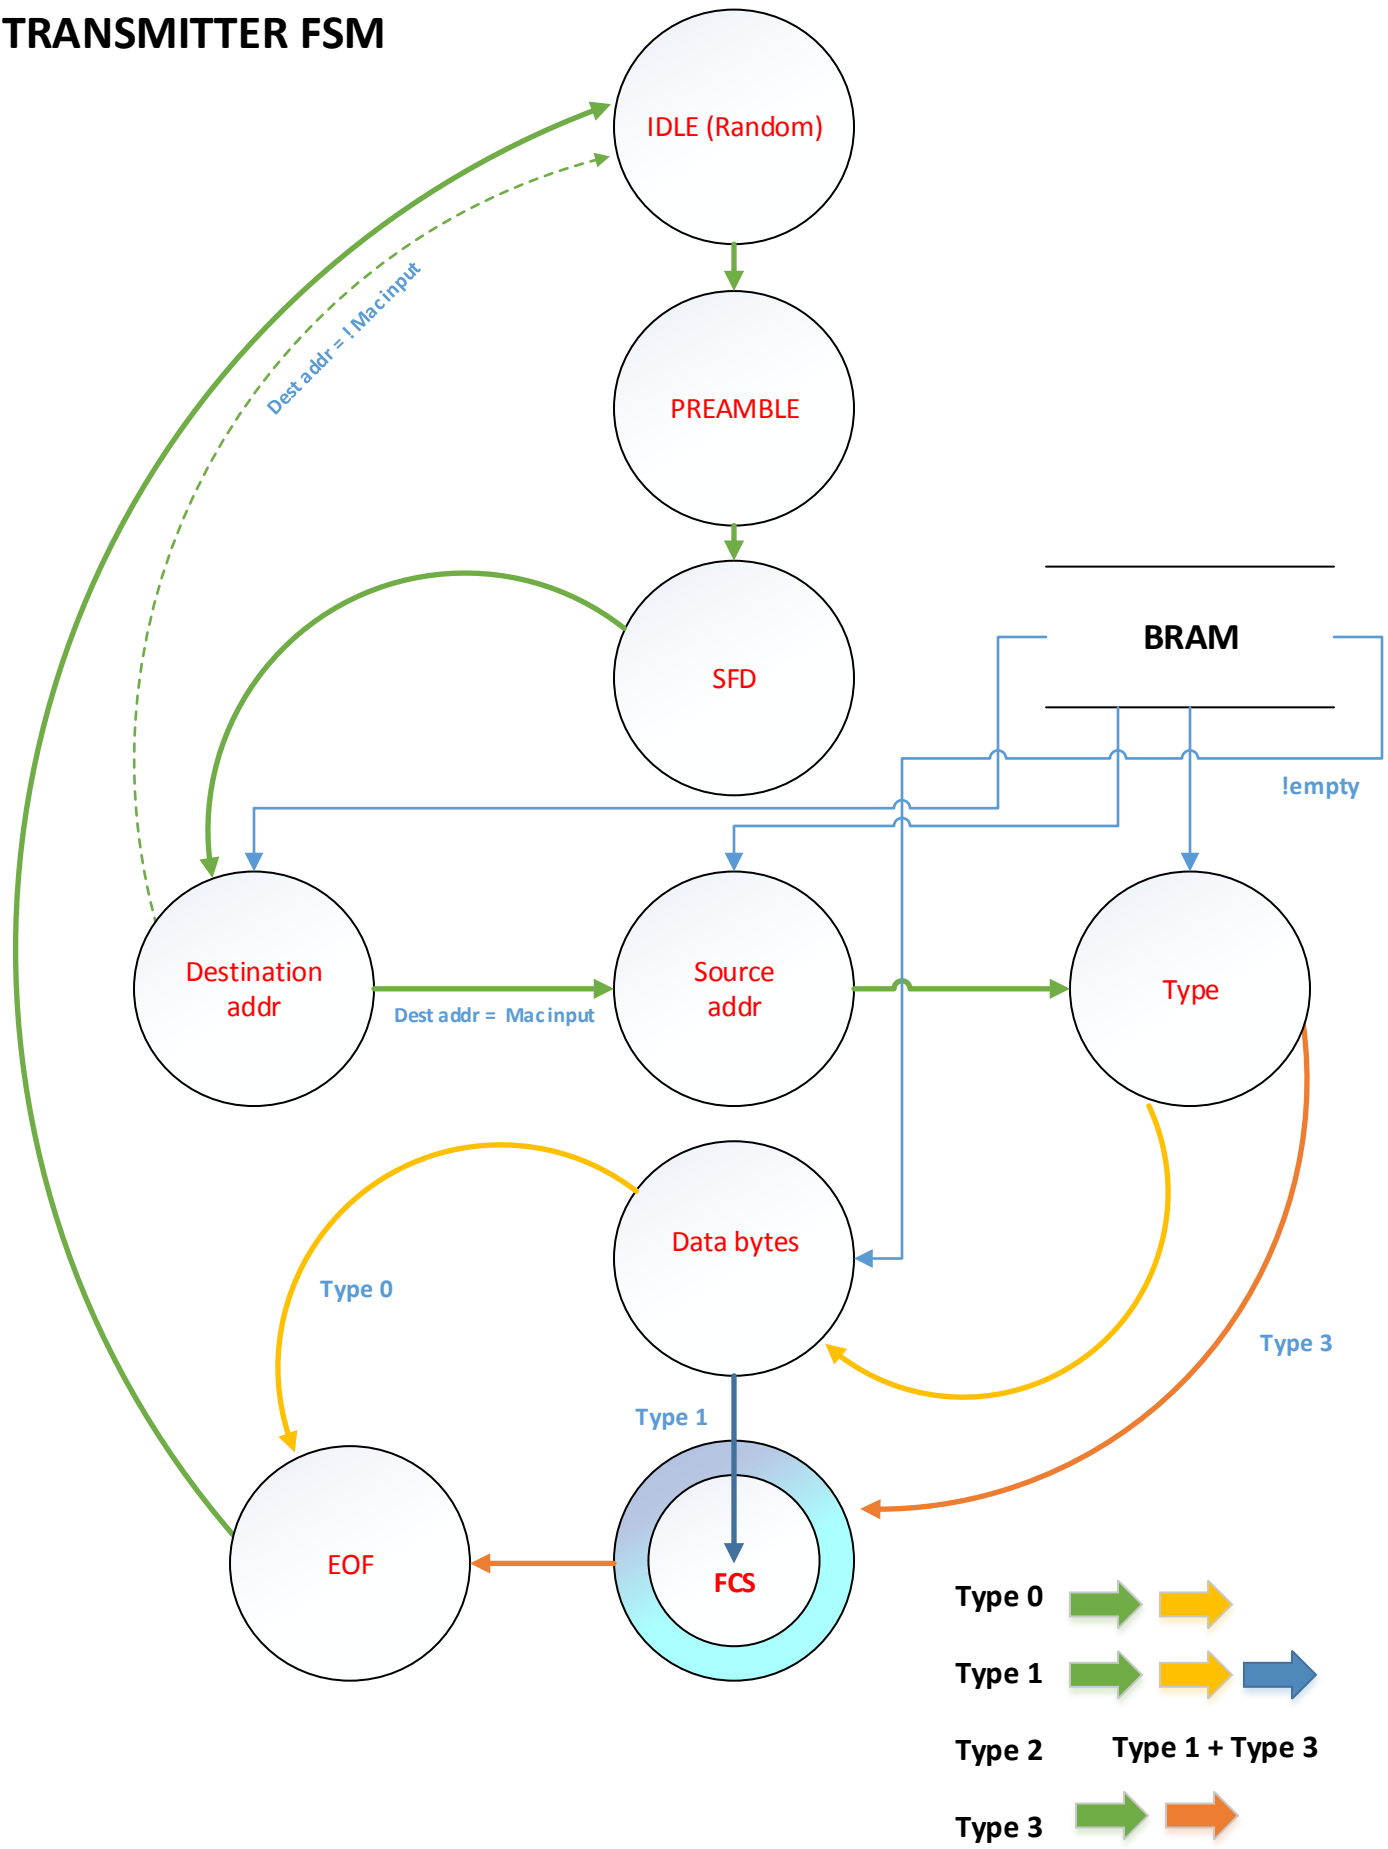 TRANSMITTER FSM
IDLE (Random)
Dest addr = ! Mac input
PREAMBLE
BRAM
SFD
!empty
Destination
addr
Dest addr = Mac input
Source
addr
Type
Data bytes
Type 0
Type 3
Type 1
EOF
FCS
Type 0
Type 1
Type 2 Type 1 + Type 3
Type 3